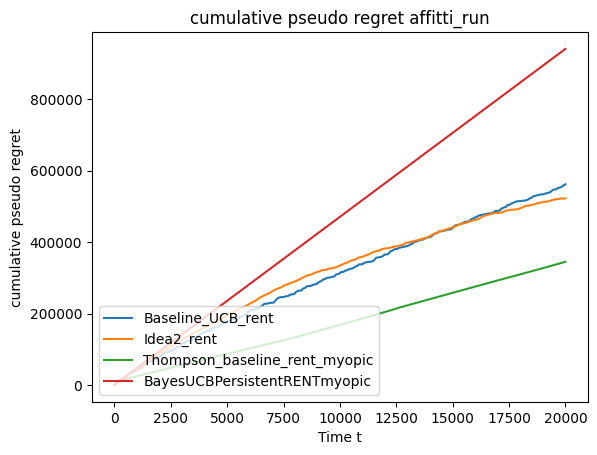 cumulative pseudo regret affitti_run
cumulative pseudo regret
800000
600000
400000
200000
0
Baseline_UCB_rent
Idea2_rent
Thompson_baseline_rent_myopic
BayesUCBPersistentRENTmyopic
0 2500 5000 7500 10000 12500 15000 17500 20000
Time t